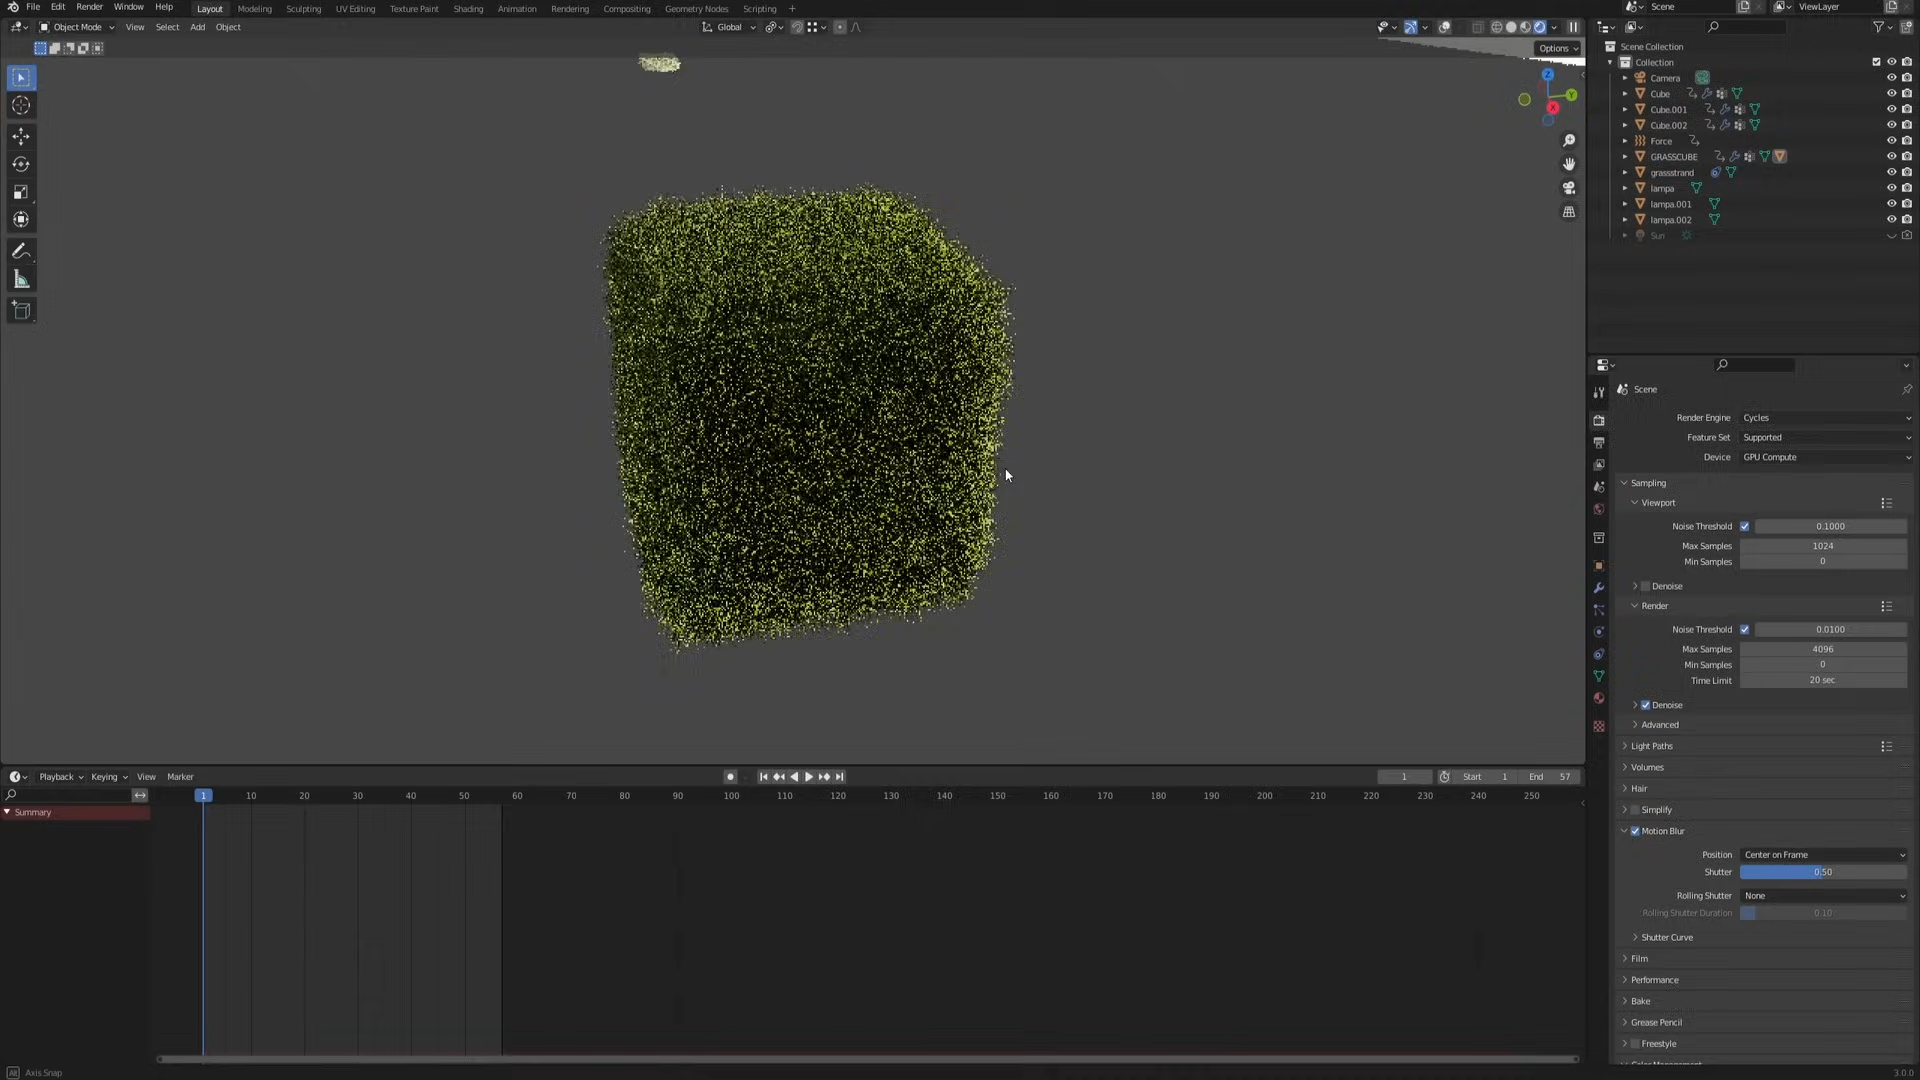 File Edit Render Window Help Layout Modeling Sculpting UV Editing Texture Paint Shading Animation Rendering Compositing Geometry Nodes Scripting + Scene ViewLayer
Object Mode View Select Add Object Global
Options
Z
Y
X
Scene Collection
Collection
Camera
Cube
Cube.001
Cube.002
Force
GRASSCUBE
grassstrand
lampa
lampa.001
lampa.002
Sun
Scene
Render Engine Cycles
Feature Set Supported
Device GPU Compute
Sampling
Viewport
Noise Threshold 0.1000
Max Samples 1024
Min Samples 0
Denoise
Render
Noise Threshold 0.0100
Max Samples 4096
Min Samples 0
Time Limit 20 sec
Denoise
Advanced
Light Paths
Volumes
Hair
Simplify
Motion Blur
Position Center on Frame
Shutter 0.50
Rolling Shutter None
Rolling Shutter Duration 0.10
Shutter Curve
Film
Performance
Bake
Grease Pencil
Freestyle
Color Management
Playback Keying View Marker 1 Start 1 End 57
1 10 20 30 40 50 60 70 80 90 100 110 120 130 140 150 160 170 180 190 200 210 220 230 240 250
Summary
Alt Axis Snap
3.0.0